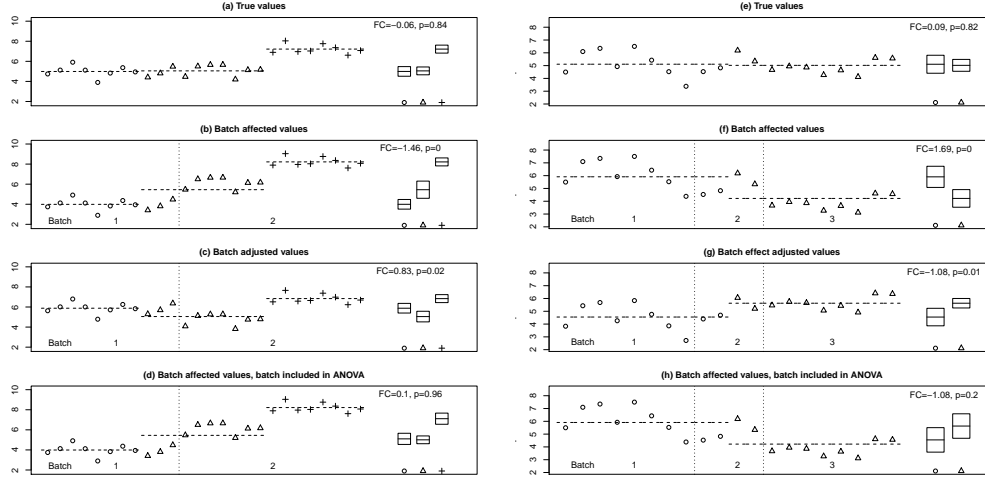 (a) True values
FC=−0.06, p=0.84
2 4 6 8 10
(b) Batch affected values
FC=−1.46, p=0
2 4 6 8 10
Batch 1 2
(c) Batch adjusted values
FC=0.83, p=0.02
2 4 6 8 10
Batch 1 2
(d) Batch affected values, batch included in ANOVA
FC=0.1, p=0.96
2 4 6 8 10
Batch 1 2
(e) True values
FC=0.09, p=0.82
2 3 4 5 6 7 8
(f) Batch affected values
FC=1.69, p=0
2 3 4 5 6 7 8
Batch 1 2 3
(g) Batch effect adjusted values
FC=−1.08, p=0.01
2 3 4 5 6 7 8
Batch 1 2 3
(h) Batch affected values, batch included in ANOVA
FC=−1.08, p=0.2
2 3 4 5 6 7 8
Batch 1 2 3